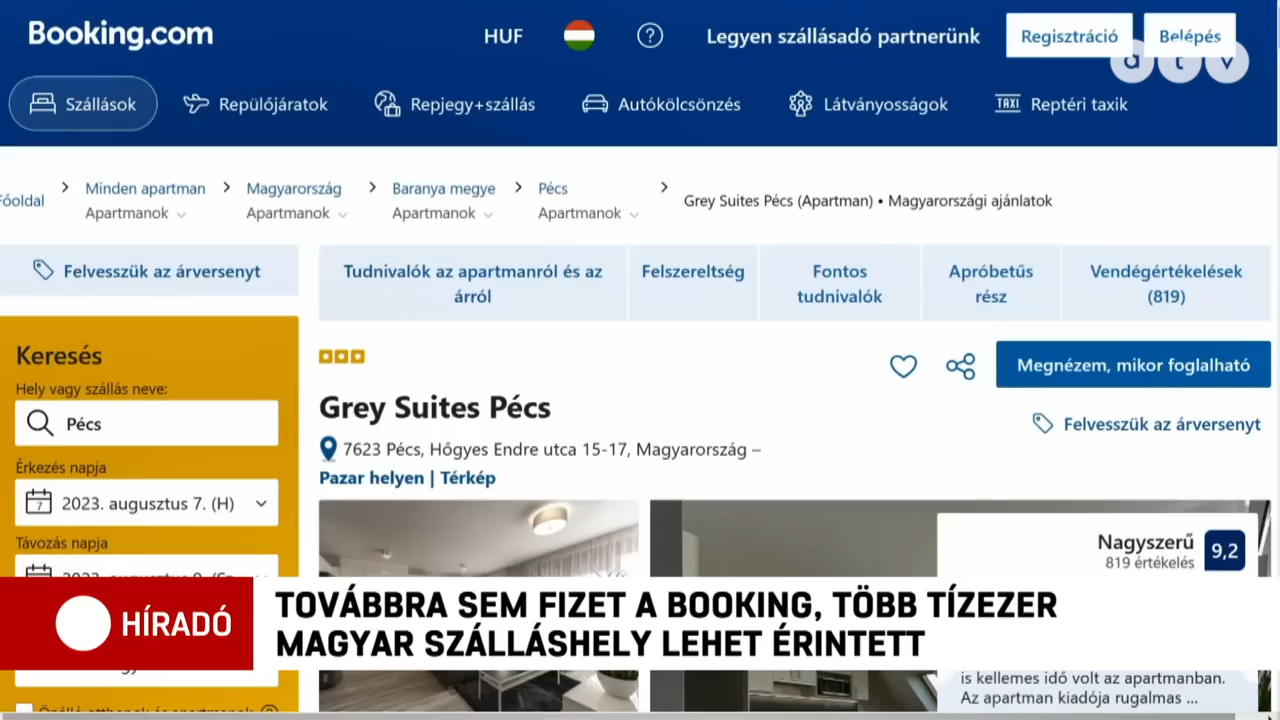 Booking.com
HUF
Legyen szállásadó partnerünk
Regisztráció
Belépés
a t v
Szállások
Repülőjáratok
Repjegy+szállás
Autókölcsönzés
Látványosságok
TAXI Reptéri taxik
Főoldal
Minden apartman
Apartmanok
Magyarország
Apartmanok
Baranya megye
Apartmanok
Pécs
Apartmanok
Grey Suites Pécs (Apartman) • Magyarországi ajánlatok
Felvesszük az árversenyt
Tudnivalók az apartmanról és az
árról
Felszereltség
Fontos
tudnivalók
Apróbetűs
rész
Vendégértékelések
(819)
Keresés
Hely vagy szállás neve:
Pécs
Érkezés napja
7
2023. augusztus 7. (H)
Távozás napja
Megnézem, mikor foglalható
Grey Suites Pécs
Felvesszük az árversenyt
7623 Pécs, Hőgyes Endre utca 15-17, Magyarország –
Pazar helyen | Térkép
Nagyszerű
819 értékelés
9,2
HÍRADÓ
TOVÁBBRA SEM FIZET A BOOKING, TÖBB TÍZEZER
MAGYAR SZÁLLÁSHELY LEHET ÉRINTETT
is kellemes idő volt az apartmanban.
Az apartman kiadója rugalmas ...